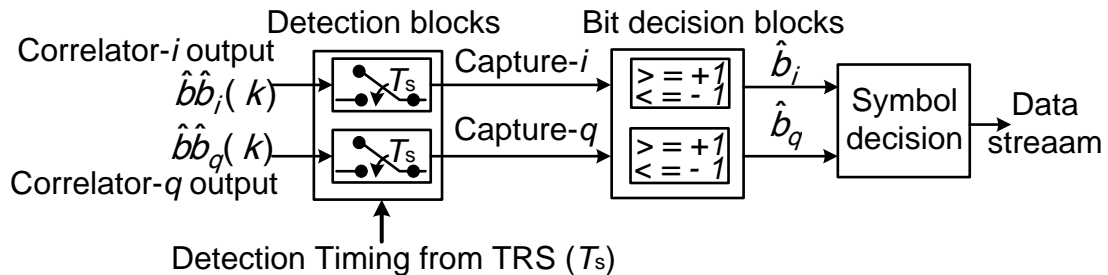 Detection blocks
Bit decision blocks
Correlator-i output
b̂b̂i( k)
Ts
Capture-i
> = +1
< = - 1
b̂i
b̂b̂q( k)
Correlator-q output
Ts
Capture-q
> = +1
< = - 1
b̂q
Symbol
decision
Data
streaam
Detection Timing from TRS (Ts)